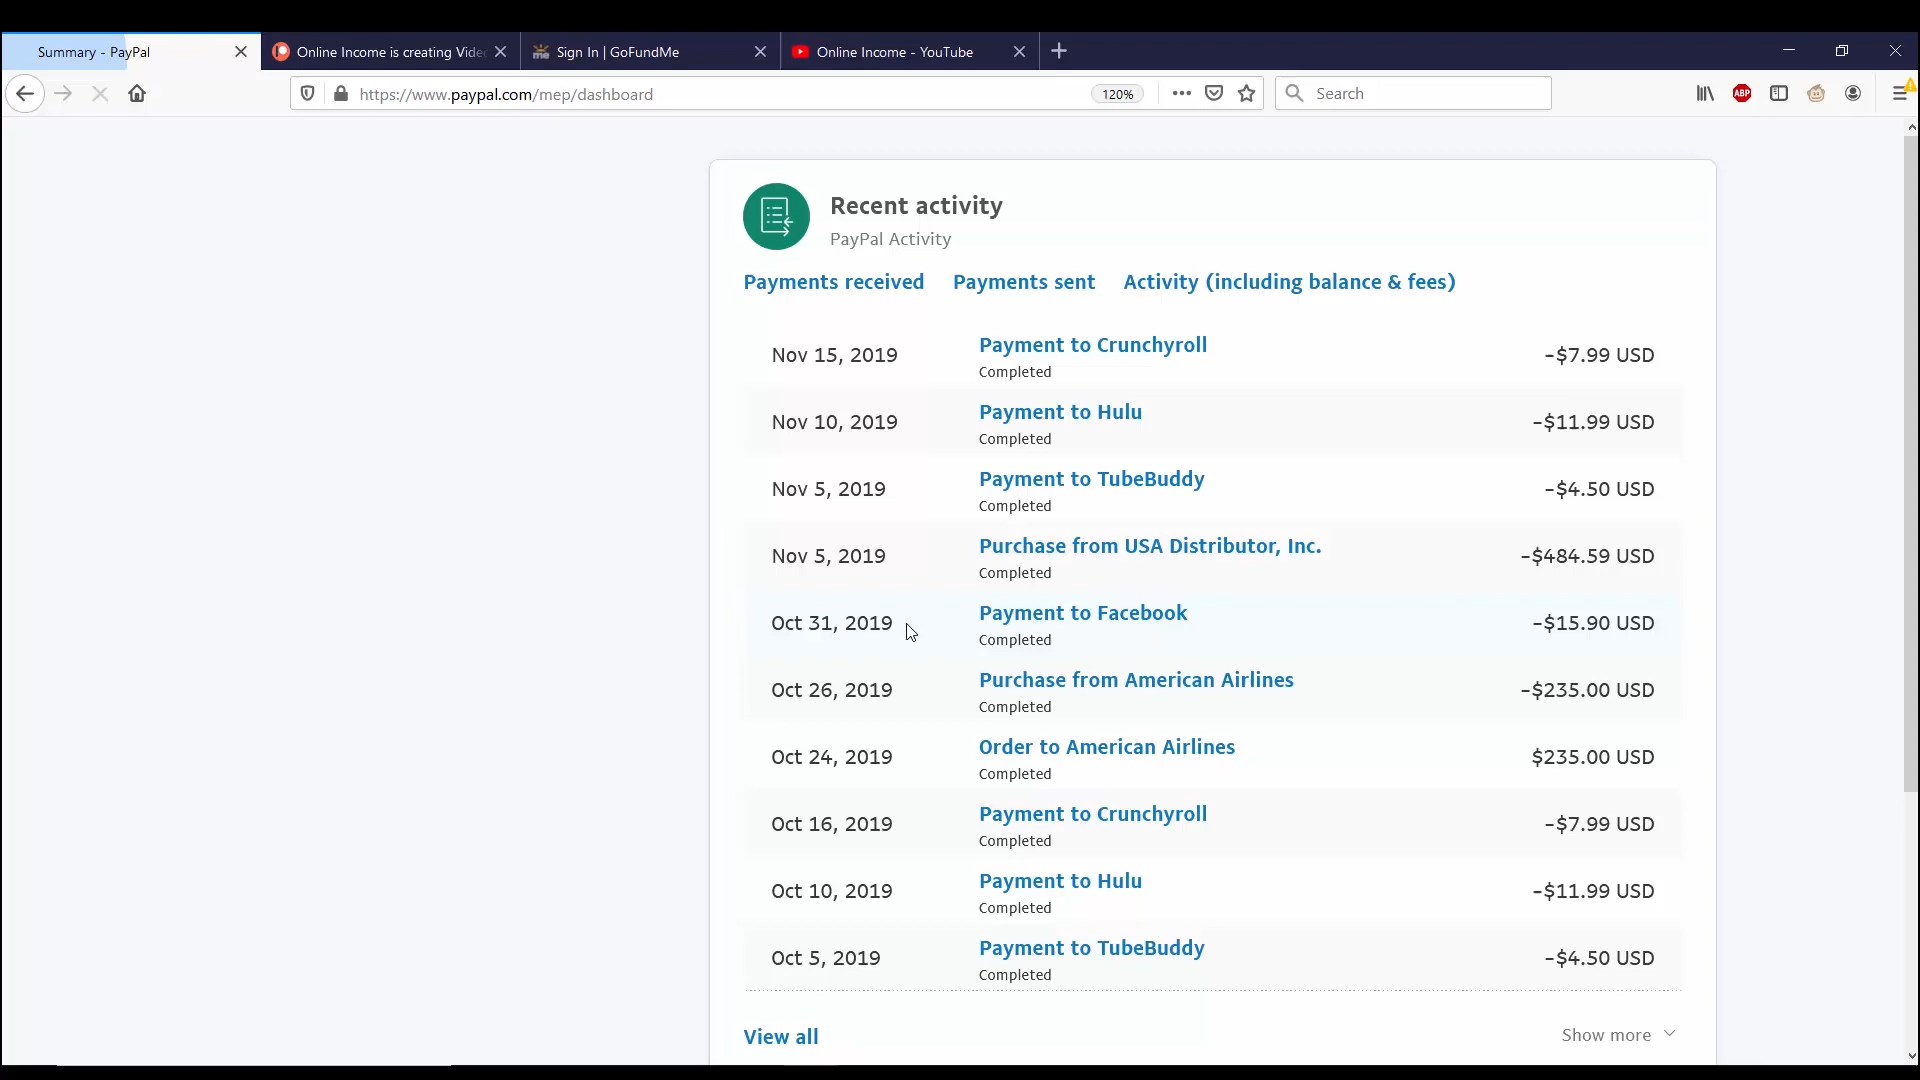 Summary - PayPal
Online Income is creating Vide
Sign In | GoFundMe
Online Income - YouTube
https://www.paypal.com/mep/dashboard
120%
Search
ABP
Recent activity
PayPal Activity
Payments received Payments sent Activity (including balance & fees)
Nov 15, 2019 Payment to Crunchyroll -$7.99 USD
Completed
Nov 10, 2019 Payment to Hulu -$11.99 USD
Completed
Nov 5, 2019 Payment to TubeBuddy -$4.50 USD
Completed
Nov 5, 2019 Purchase from USA Distributor, Inc. -$484.59 USD
Completed
Oct 31, 2019 Payment to Facebook -$15.90 USD
Completed
Oct 26, 2019 Purchase from American Airlines -$235.00 USD
Completed
Oct 24, 2019 Order to American Airlines $235.00 USD
Completed
Oct 16, 2019 Payment to Crunchyroll -$7.99 USD
Completed
Oct 10, 2019 Payment to Hulu -$11.99 USD
Completed
Oct 5, 2019 Payment to TubeBuddy -$4.50 USD
Completed
View all Show more